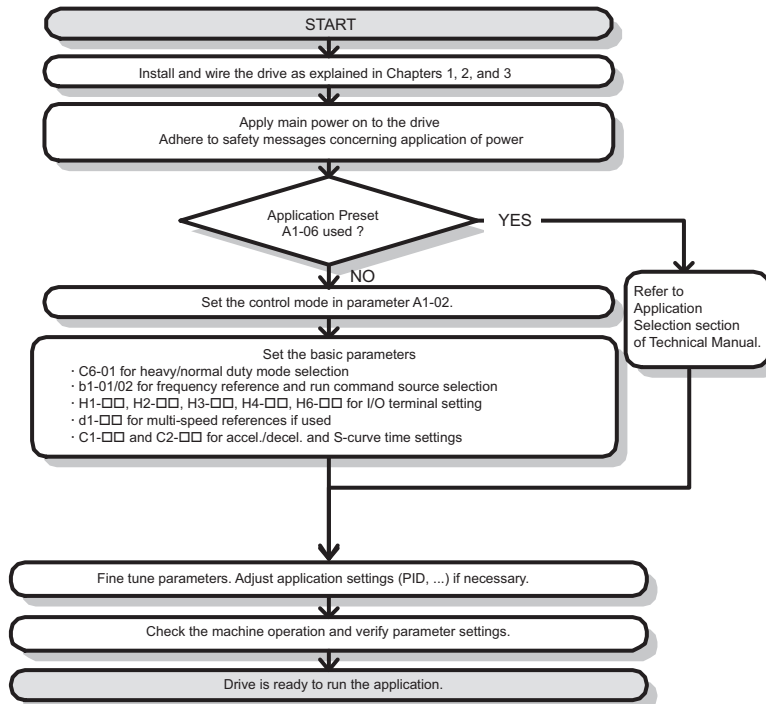 START
Install and wire the drive as explained in Chapters 1, 2, and 3
Apply main power on to the drive
Adhere to safety messages concerning application of power
Application Preset
A1-06 used ?
YES
NO
Set the control mode in parameter A1-02.
Refer to
Application
Selection section
of Technical Manual.
Set the basic parameters
· C6-01 for heavy/normal duty mode selection
· b1-01/02 for frequency reference and run command source selection
· H1-□□, H2-□□, H3-□□, H4-□□, H6-□□ for I/O terminal setting
· d1-□□ for multi-speed references if used
· C1-□□ and C2-□□ for accel./decel. and S-curve time settings
Fine tune parameters. Adjust application settings (PID, ...) if necessary.
Check the machine operation and verify parameter settings.
Drive is ready to run the application.